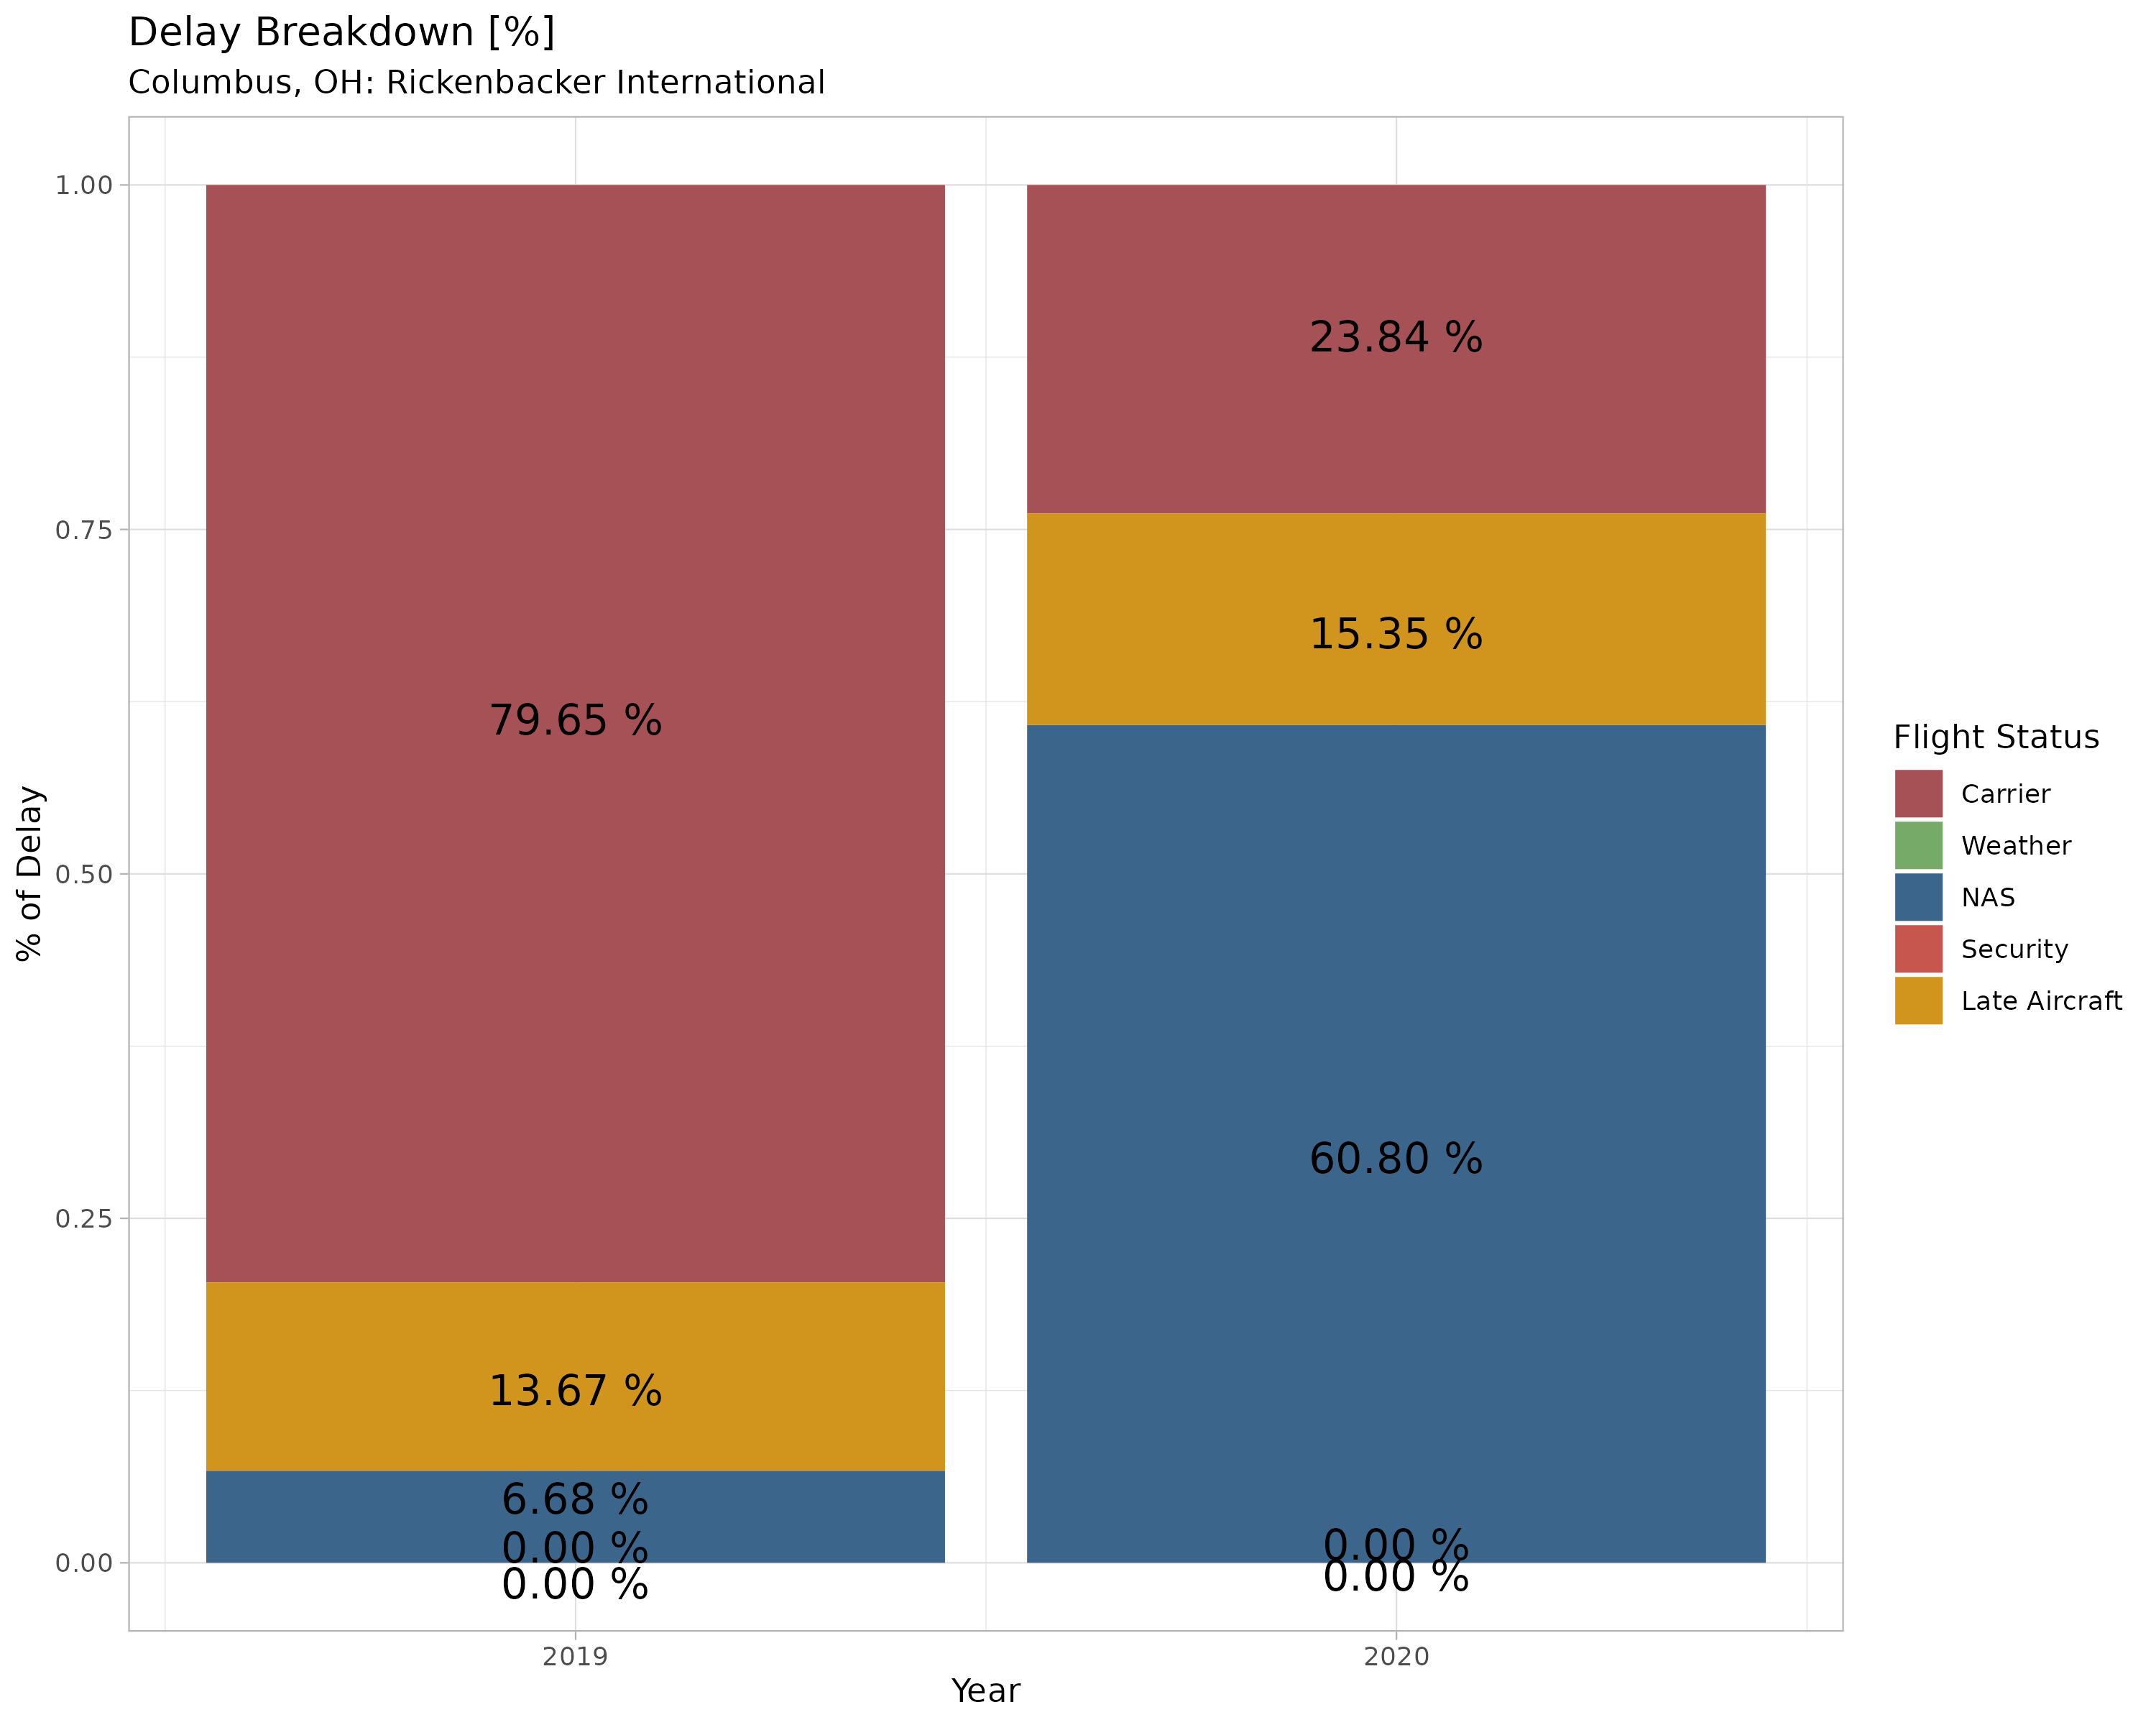 Delay Breakdown [%]
Columbus, OH: Rickenbacker International
% of Delay
1.00
0.75
0.50
0.25
0.00
79.65 %
13.67 %
6.68 %
0.00 %
0.00 %
23.84 %
15.35 %
60.80 %
0.00 %
0.00 %
2019
2020
Year
Flight Status
Carrier
Weather
NAS
Security
Late Aircraft